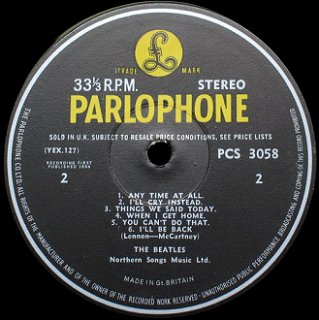 £
TRADE MARK
33⅓ R.P.M. STEREO
PARLOPHONE
SOLD IN U.K. SUBJECT TO RESALE PRICE CONDITIONS, SEE PRICE LISTS
(YEX.127) PCS 3058
RECORDING FIRST
PUBLISHED 1964
2 2
1. ANY TIME AT ALL.
2. I'LL CRY INSTEAD.
3. THINGS WE SAID TODAY.
4. WHEN I GET HOME.
5. YOU CAN'T DO THAT.
6. I'LL BE BACK
(Lennon—McCartney)
THE BEATLES
Northern Songs Music Ltd.
MADE IN GT. BRITAIN
THE PARLOPHONE CO. LTD. ALL RIGHTS OF THE MANUFACTURER AND OF THE OWNER OF THE RECORDED WORK RESERVED UNAUTHORISED PUBLIC PERFORMANCE BROADCASTING AND COPYING OF THIS RECORD PROHIBITED